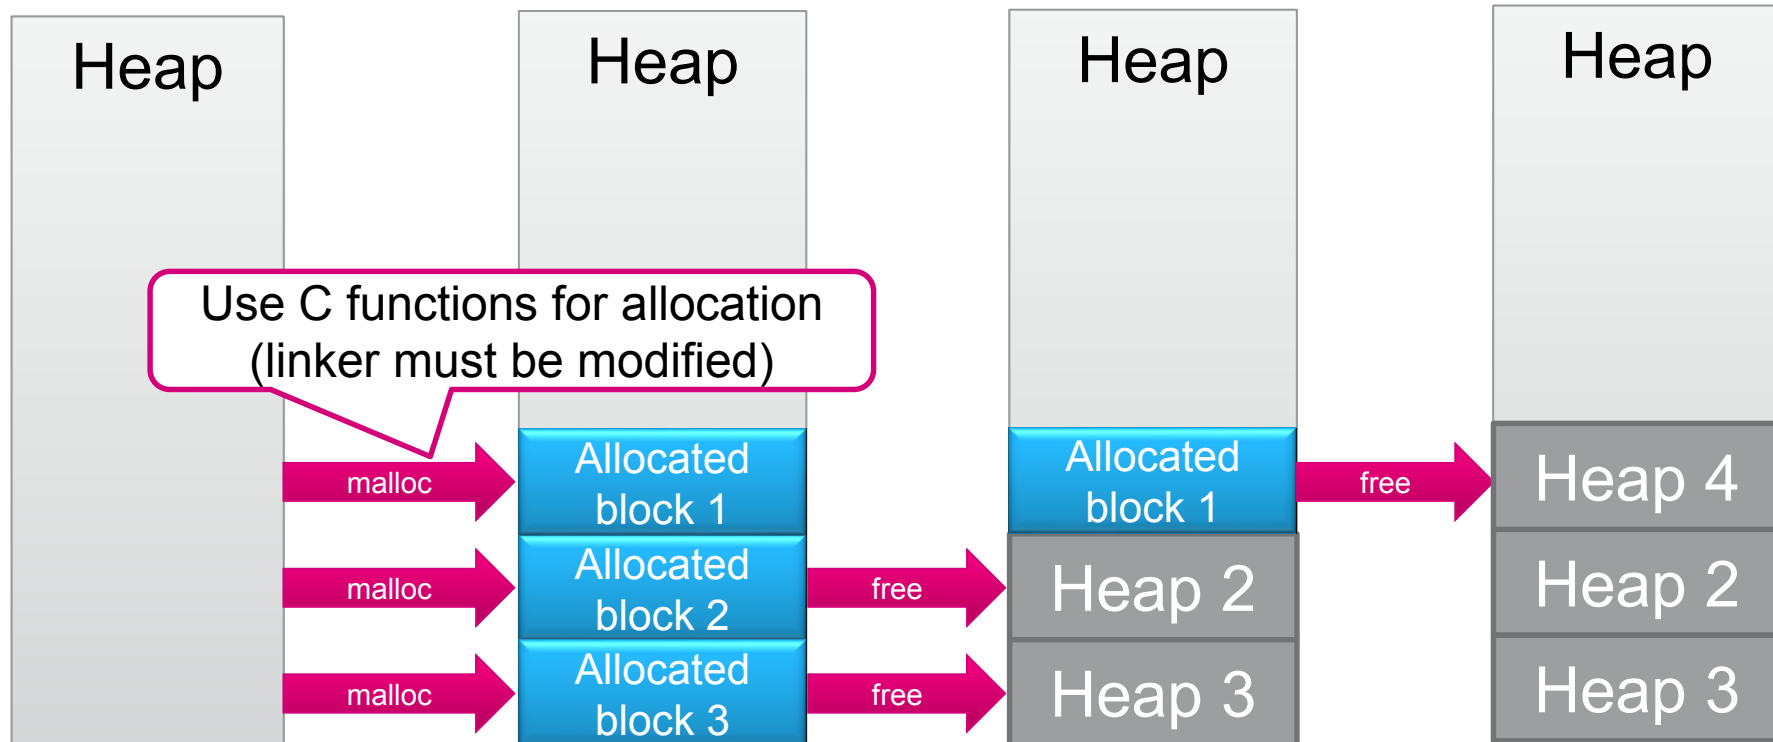 Heap
Heap
Heap
Heap
Use C functions for allocation
(linker must be modified)
malloc
Allocated
block 1
Allocated
block 1
free
Heap 4
malloc
Allocated
block 2
free
Heap 2
Heap 2
malloc
Allocated
block 3
free
Heap 3
Heap 3